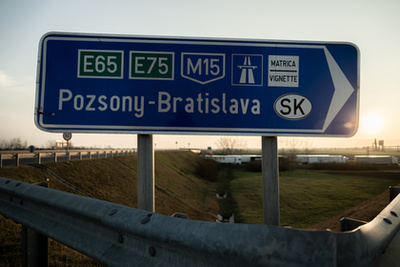 E65 E75 M15 MATRICA
VIGNETTE
Pozsony-Bratislava SK